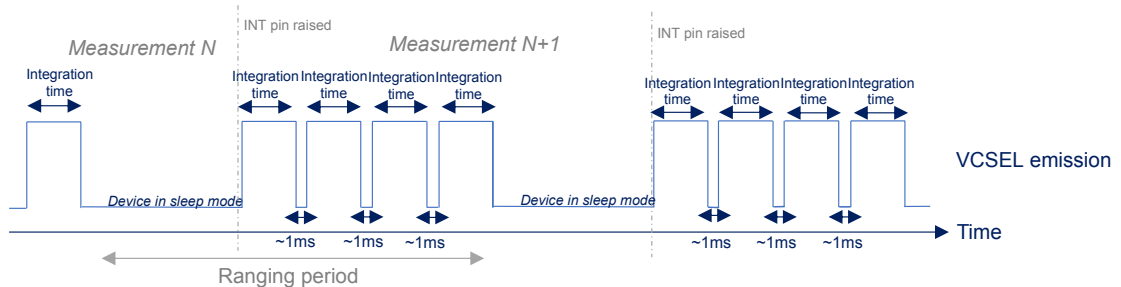 INT pin raised
INT pin raised
Measurement N
Measurement N+1
Integration
time
Integration
time
Integration
time
Integration
time
Integration
time
Integration
time
Integration
time
Integration
time
Integration
time
VCSEL emission
Device in sleep mode
Device in sleep mode
~1ms
~1ms
~1ms
~1ms
~1ms
~1ms
Time
Ranging period